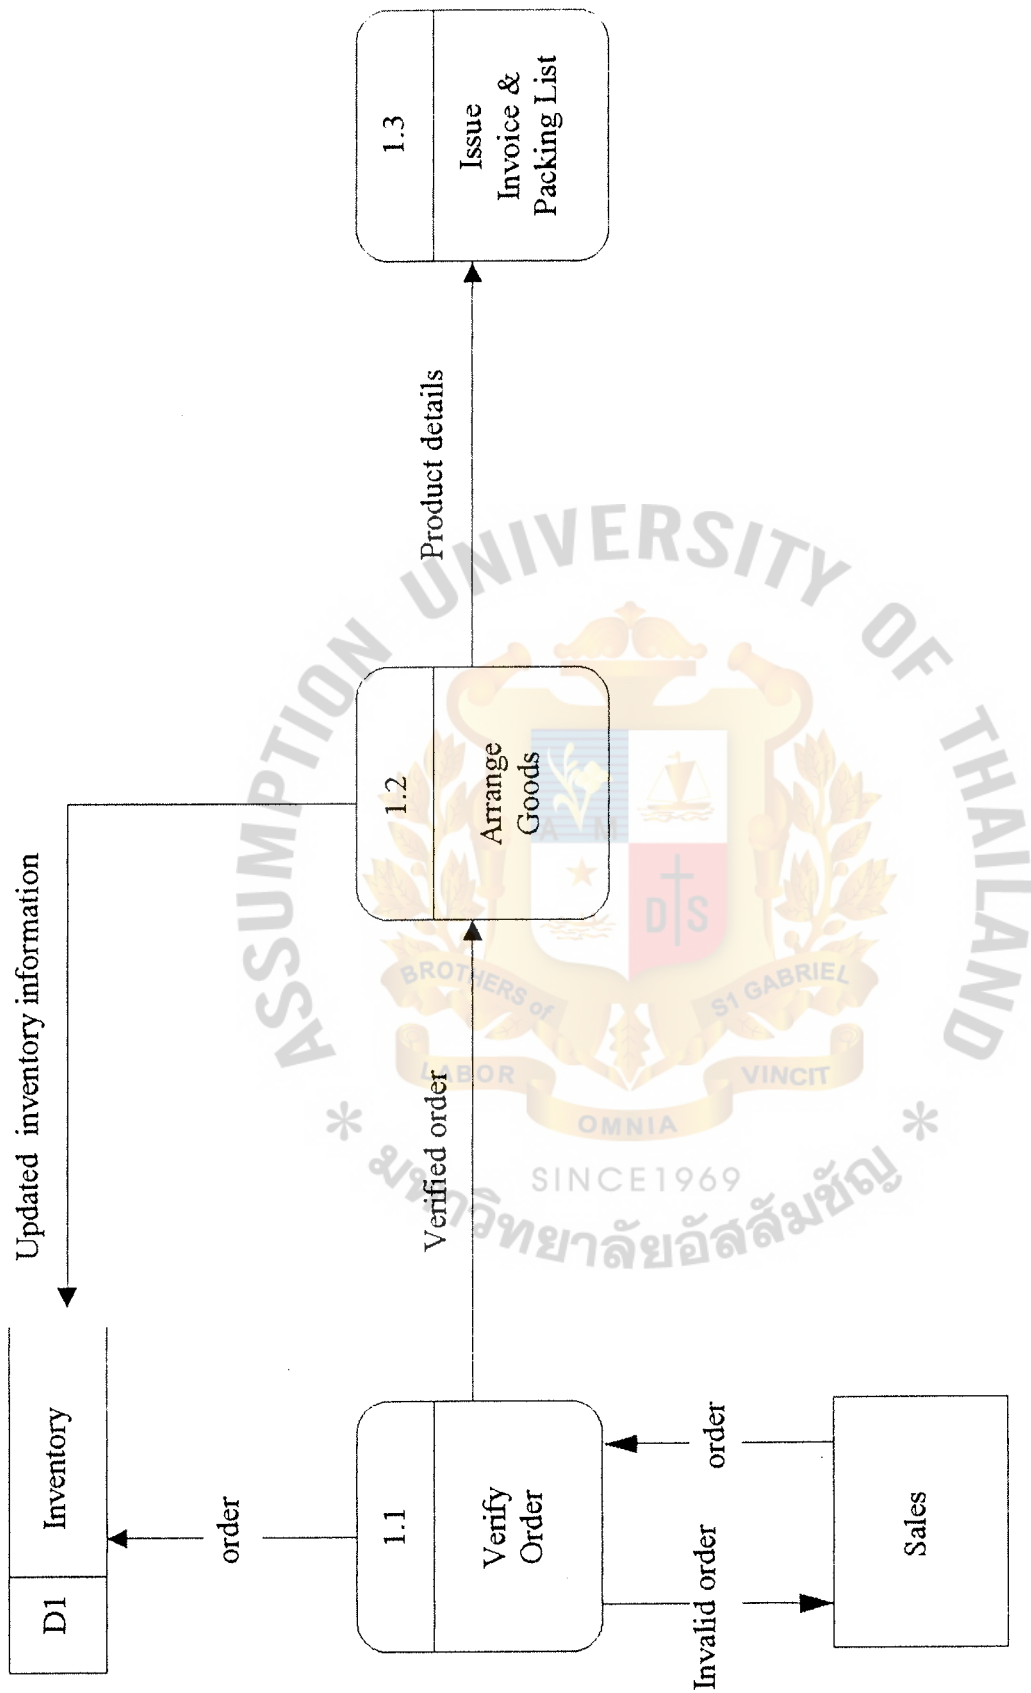 D1
Inventory
Updated inventory information
order
1.1
Verify
Order
Verified order
1.2
Arrange
Goods
Product details
1.3
Issue
Invoice &
Packing List
Invalid order
order
Sales
ASSUMPTION UNIVERSITY OF THAILAND
A M
D S
BROTHERS of
S1 GABRIEL
LABOR
OMNIA
VINCIT
SINCE1969
* มหาวิทยาลัยอัสสัมชัญ *